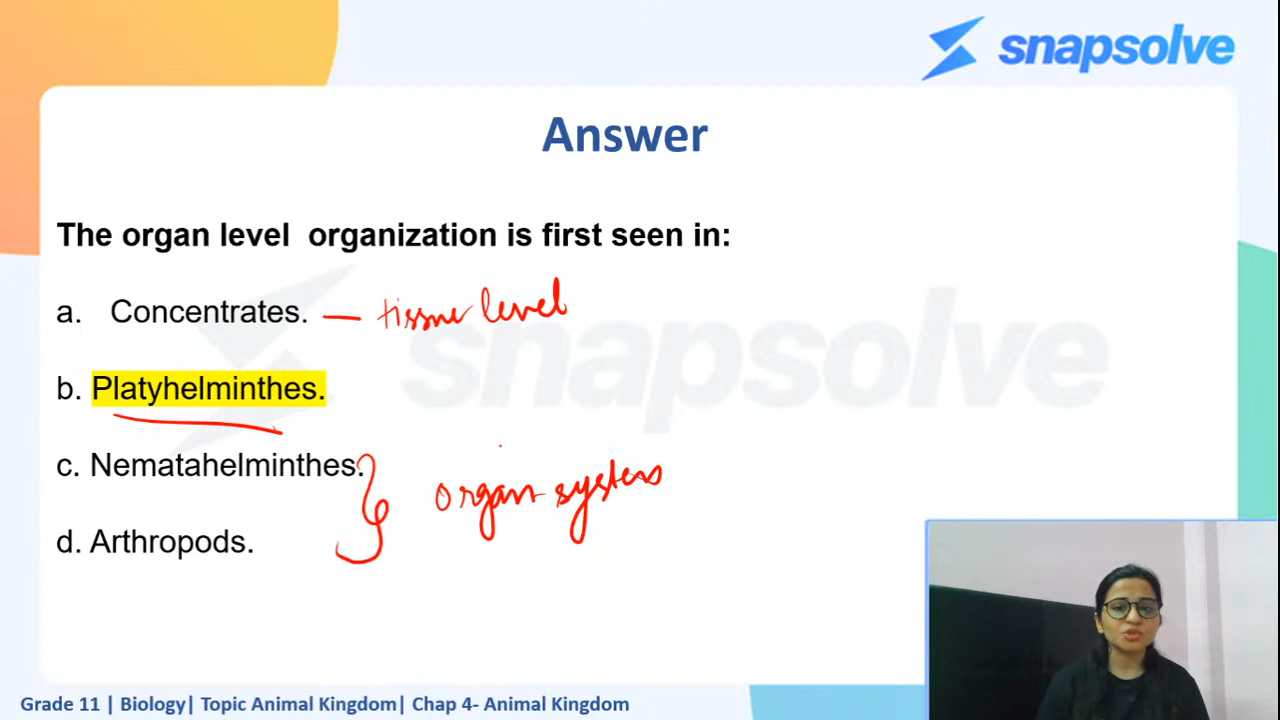 snapsolve
Answer
The organ level organization is first seen in:
a. Concentrates. — tissue level
b. Platyhelminthes.
c. Nematahelminthes.
organ system
d. Arthropods.
snapsolve
Grade 11 | Biology| Topic Animal Kingdom| Chap 4- Animal Kingdom